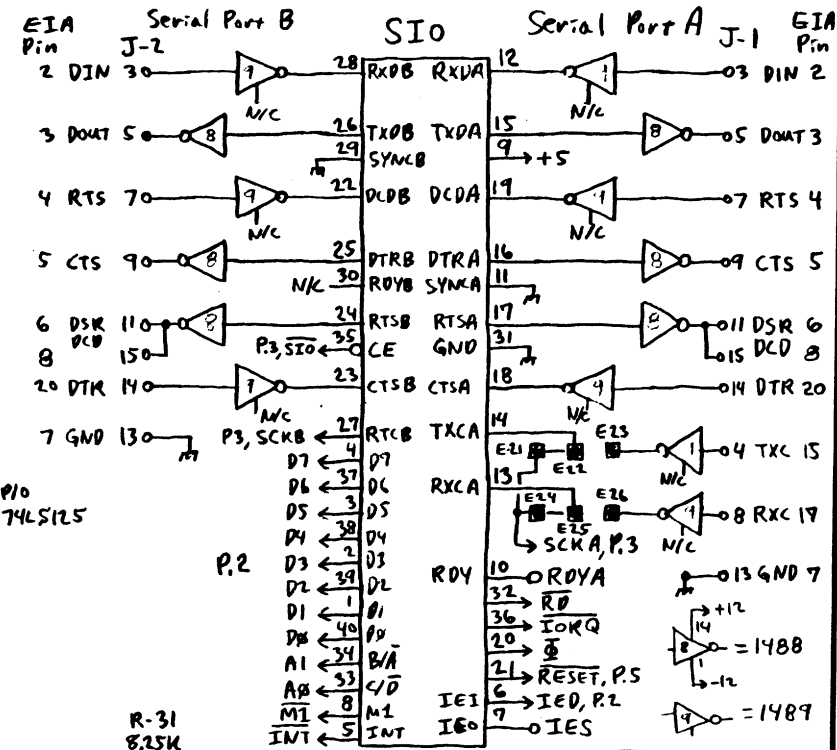 EIA Serial Port B SIO Serial Port A J-1 EIA
Pin J-2 Pin
2 DIN 3 9 28 RXDB RXDA 12 1 03 DIN 2
N/C N/C
3 DOUT 5 8 26 TXDB TXDA 15 8 5 DOUT 3
29 SYNCB 9 +5
4 RTS 7 9 22 DCDB DCDA 19 7 RTS 4
N/C N/C
5 CTS 9 8 25 DTRB DTRA 16 8 9 CTS 5
N/C 30 RDYB SYNCA 11
6 DSR 11 8 24 RTSB RTSA 17 8 11 DSR 6
8 DCD 15 P.3, SIO 35 CE GND 31 15 DCD 8
20 DTR 14 23 CTSB CTSA 18 14 DTR 20
N/C N/C
7 GND 13 P3, SCKB 27 RTCB TXCA 14 E21 E22 E23 1 4 TXC 15
N/C
D7 4 D7
D6 37 D6 RXCA 13 E24 E25 E26 8 RXC 17
P/O D5 3 D5 N/C
74LS125 D4 38 D4 SCKA, P.3
P.2 D3 2 D3
D2 39 D2 RDY 10 RDYA 13 GND 7
D1 1 D1 32 RD
DØ 40 DØ 36 IORQ +12
A1 34 B/A 20 Φ 14 8 1 = 1488
AØ 33 C/D 21 RESET, P.5 -12
M1 8 M1 IEI 6 IED, P.2
R-31 INT 5 INT IEO 7 IES 9 = 1489
8.25K